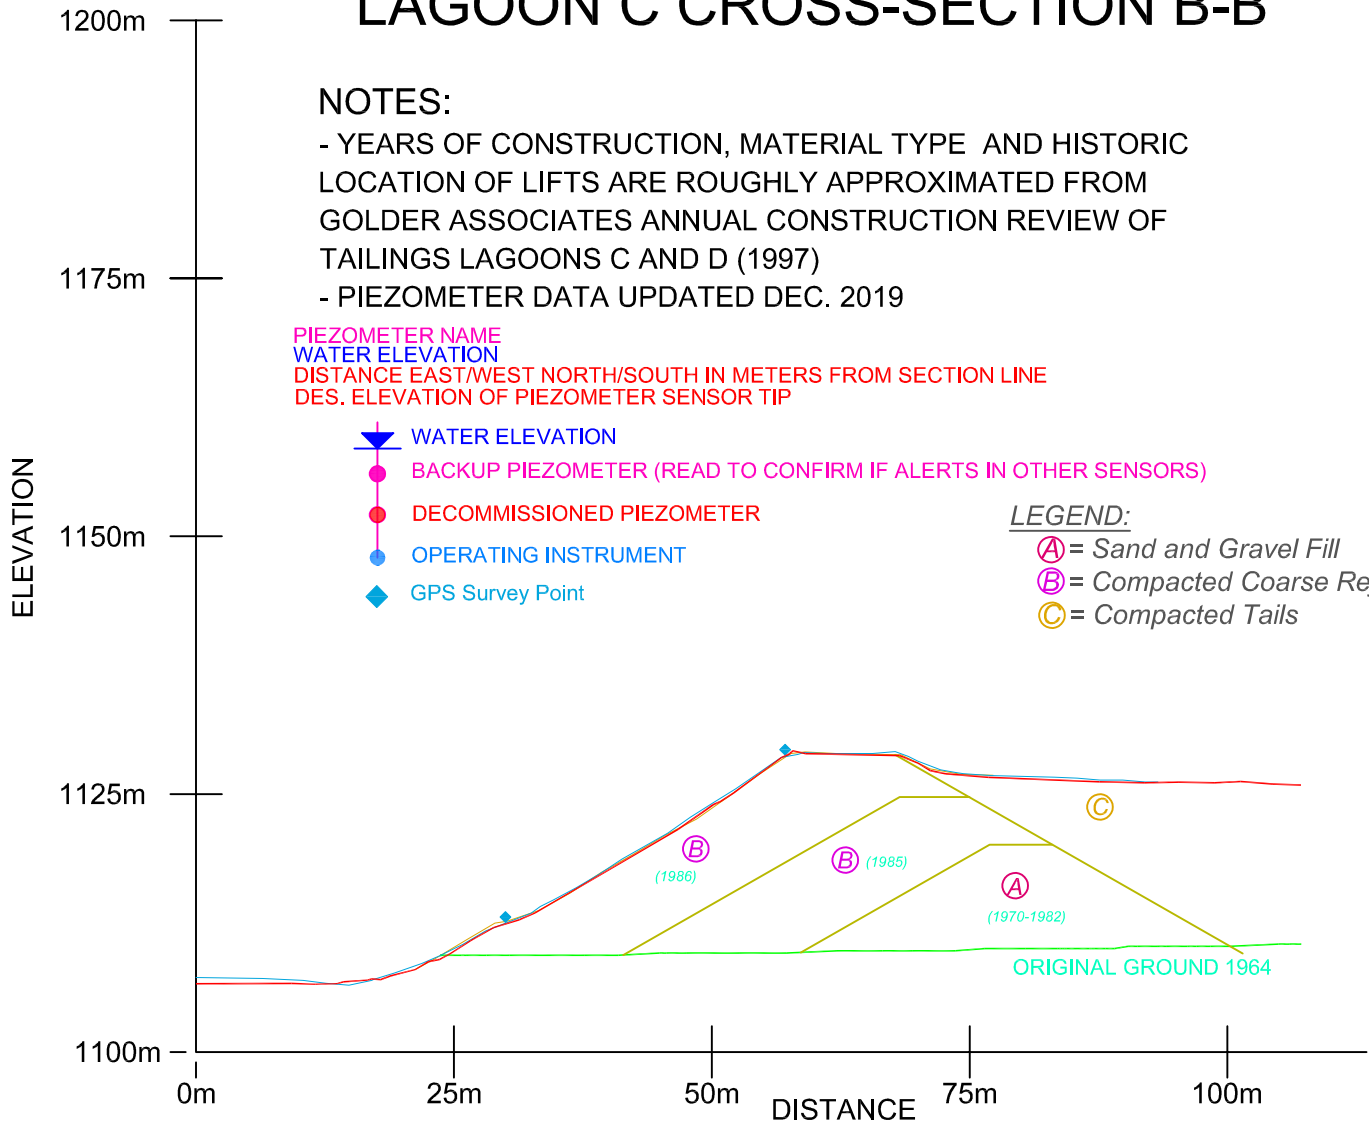 LAGOON C CROSS-SECTION B-B
1200m
NOTES:
- YEARS OF CONSTRUCTION, MATERIAL TYPE AND HISTORIC
LOCATION OF LIFTS ARE ROUGHLY APPROXIMATED FROM
GOLDER ASSOCIATES ANNUAL CONSTRUCTION REVIEW OF
TAILINGS LAGOONS C AND D (1997)
- PIEZOMETER DATA UPDATED DEC. 2019
1175m
PIEZOMETER NAME
WATER ELEVATION
DISTANCE EAST/WEST NORTH/SOUTH IN METERS FROM SECTION LINE
DES. ELEVATION OF PIEZOMETER SENSOR TIP
WATER ELEVATION
BACKUP PIEZOMETER (READ TO CONFIRM IF ALERTS IN OTHER SENSORS)
DECOMMISSIONED PIEZOMETER
OPERATING INSTRUMENT
GPS Survey Point
LEGEND:
A = Sand and Gravel Fill
B = Compacted Coarse
C = Compacted Tails
ELEVATION
1150m
1125m
C
B
(1986)
B (1985)
A
(1970-1982)
ORIGINAL GROUND 1964
1100m
0m 25m 50m 75m 100m
DISTANCE